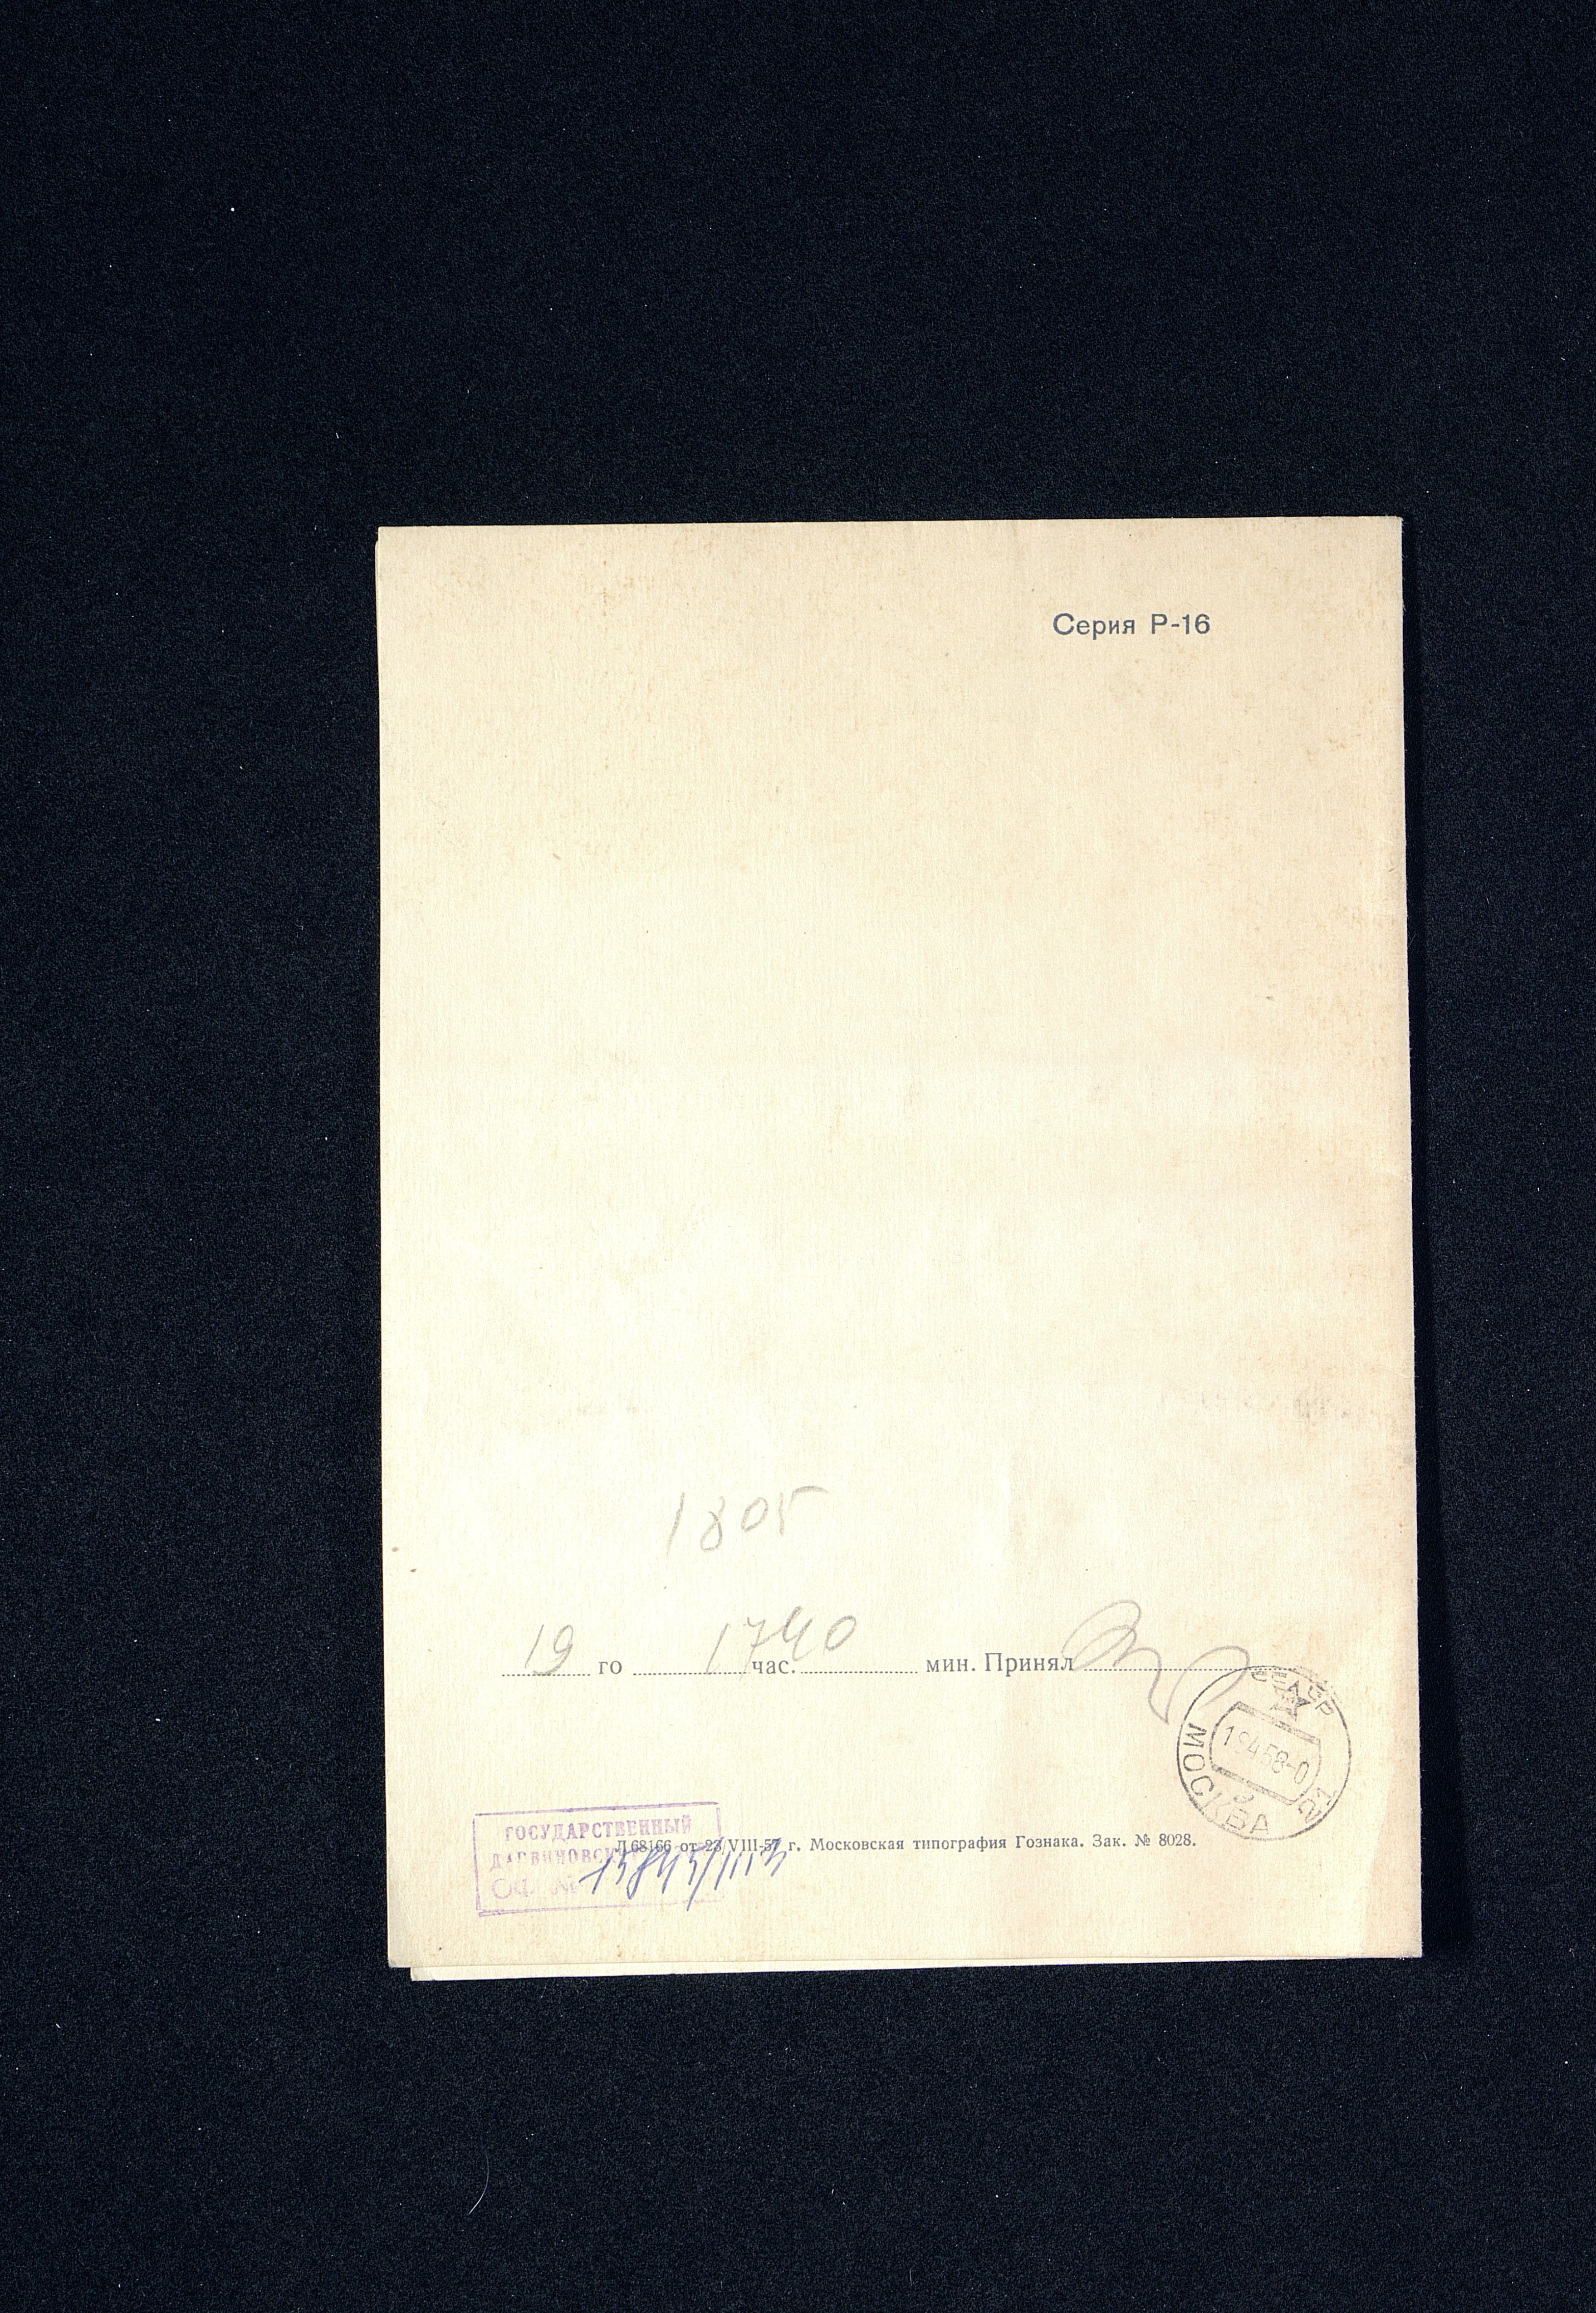 Серия Р-16
1805
19 го 1740 час. мин. Принял
СССР
19458-0
МОСКВА
ГОСУДАРСТВЕННЫЙ
Л 68166 от 23/VIII-57 г. Московская типография Гознака. Зак. № 8028.
ДАРВИНОВСКИЙ